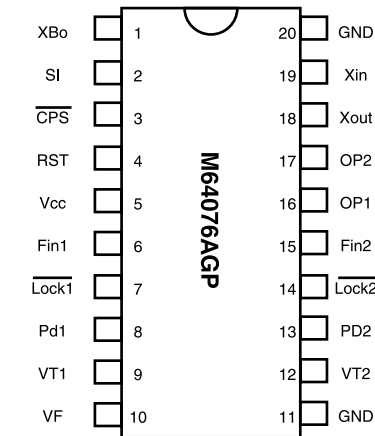 XBo 1 20 GND
SI 2 19 Xin
CPS 3 18 Xout
RST 4 17 OP2
Vcc 5 16 OP1
Fin1 6 15 Fin2
Lock1 7 14 Lock2
Pd1 8 13 PD2
VT1 9 12 VT2
VF 10 11 GND
M64076AGP